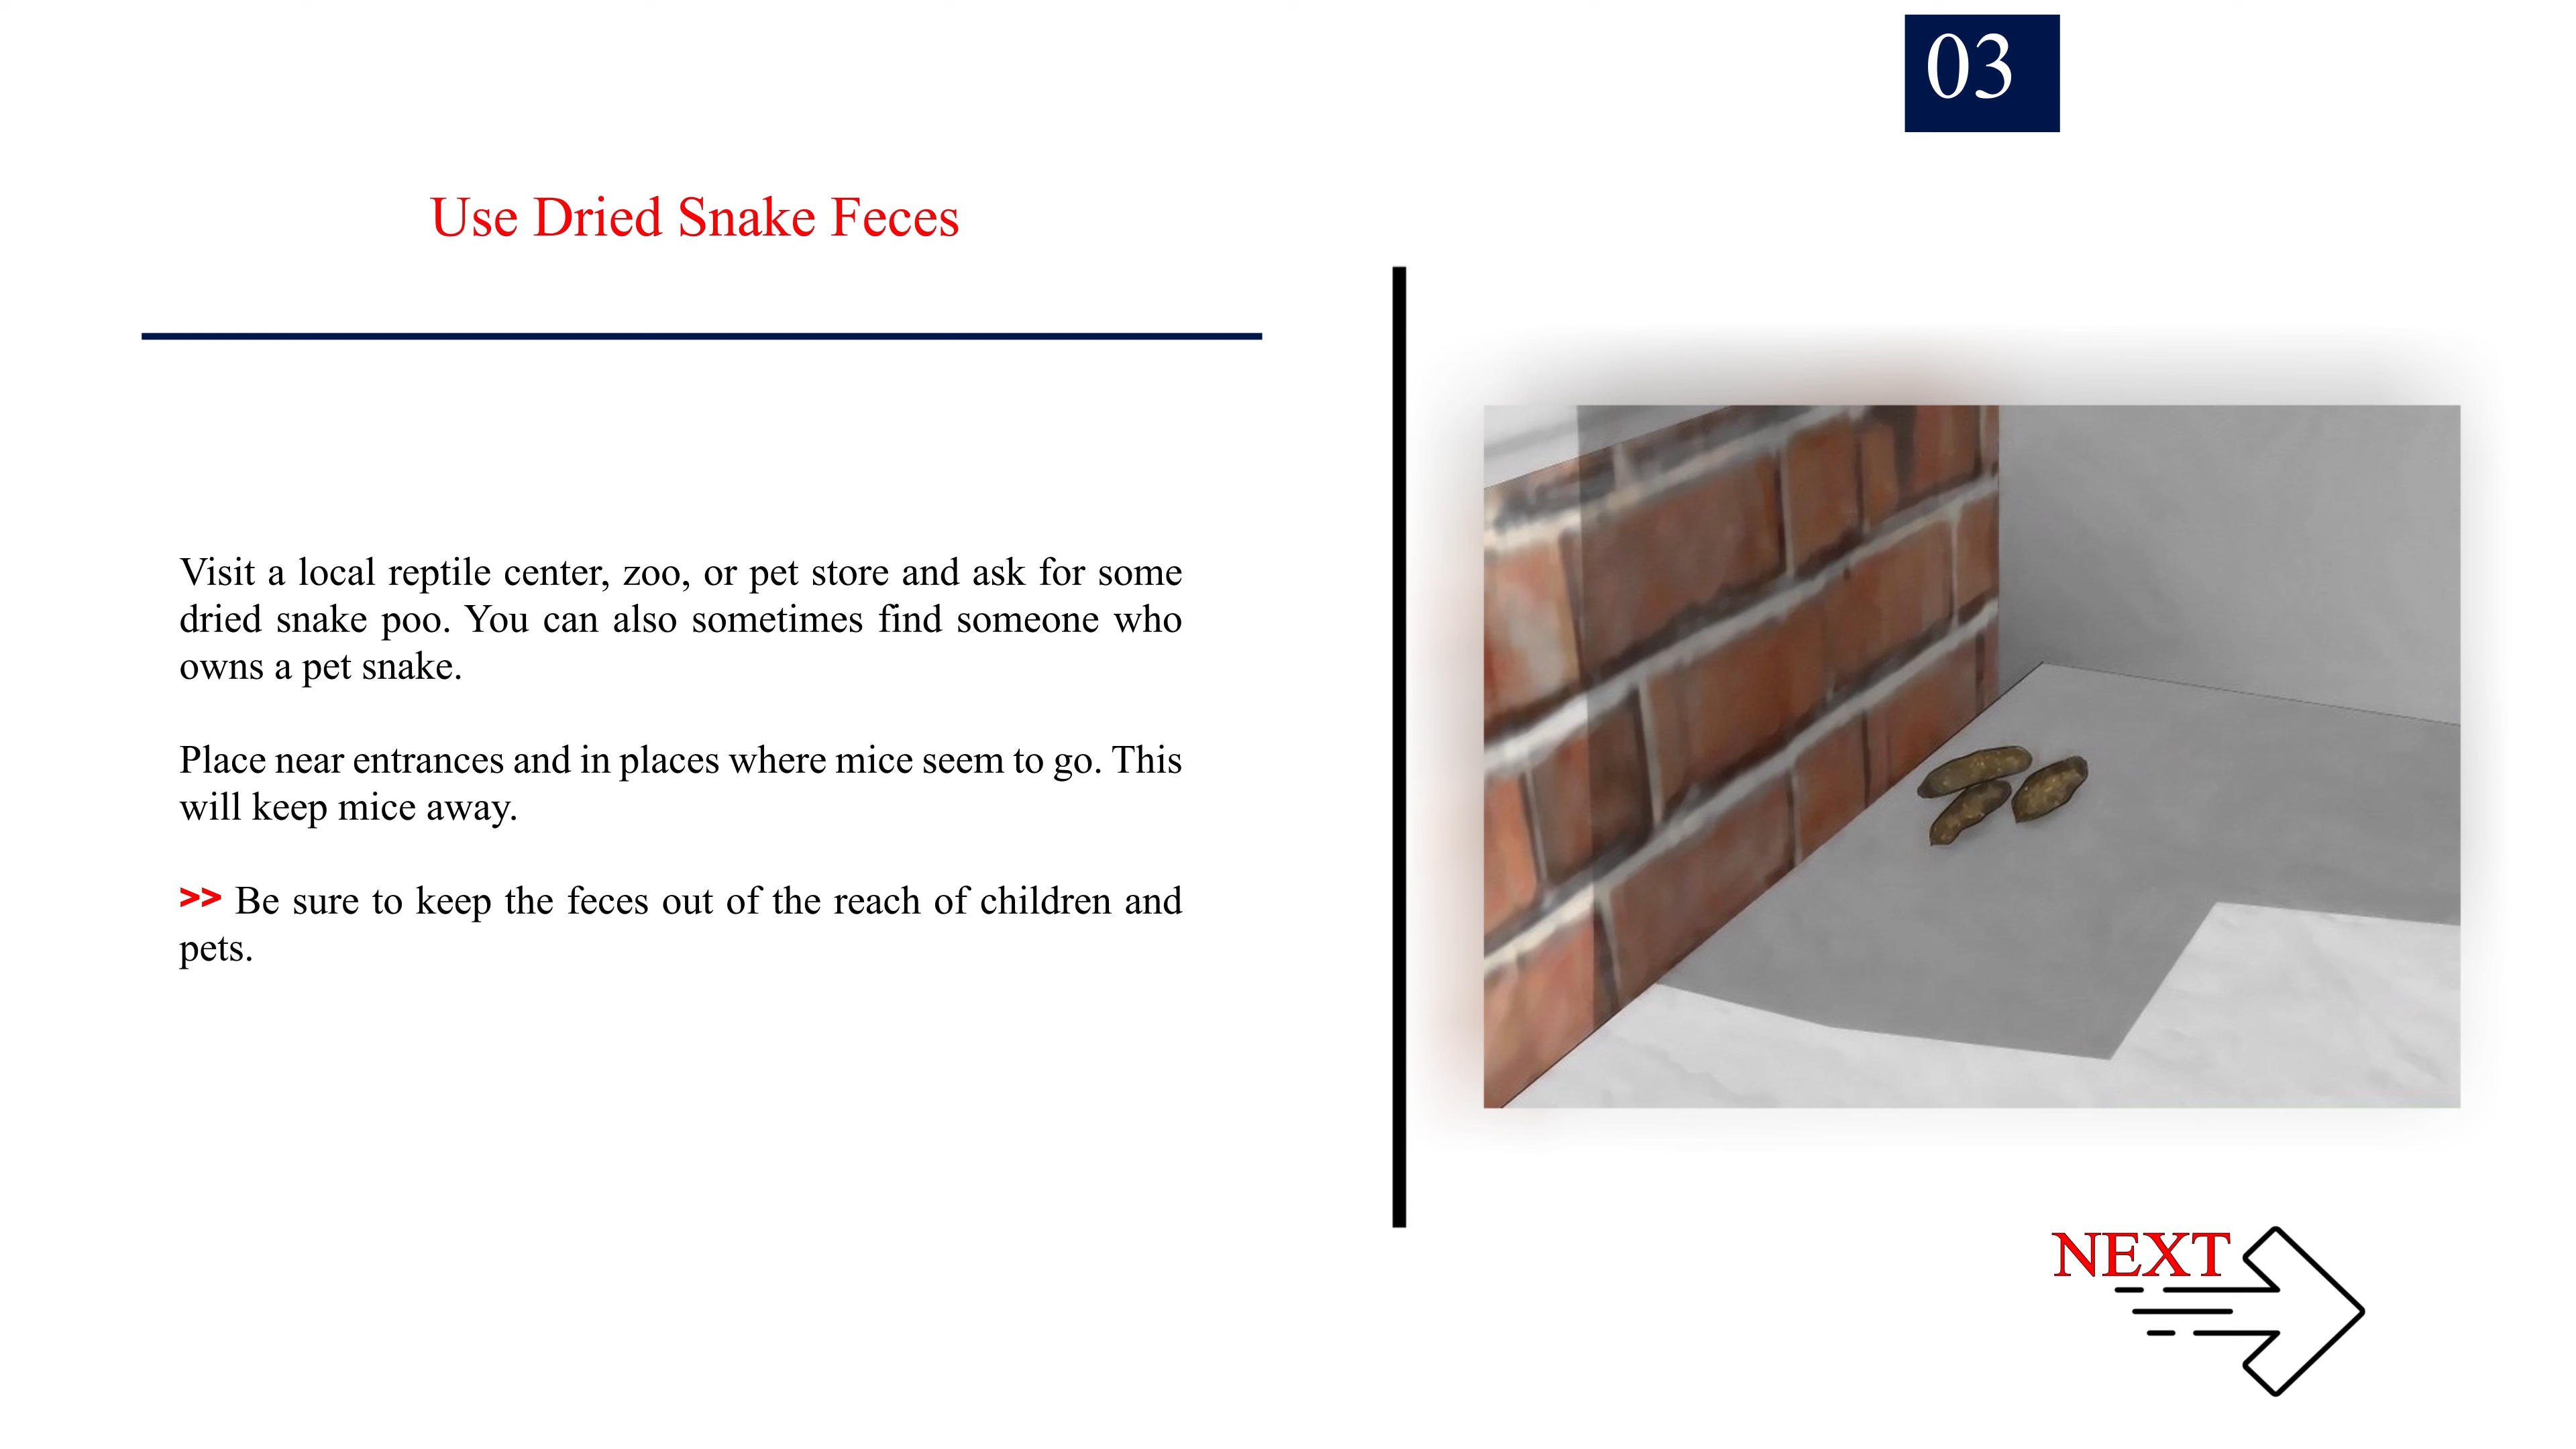 03
Use Dried Snake Feces
Visit a local reptile center, zoo, or pet store and ask for some
dried snake poo. You can also sometimes find someone who
owns a pet snake.
Place near entrances and in places where mice seem to go. This
will keep mice away.
>> Be sure to keep the feces out of the reach of children and
pets.
NEXT